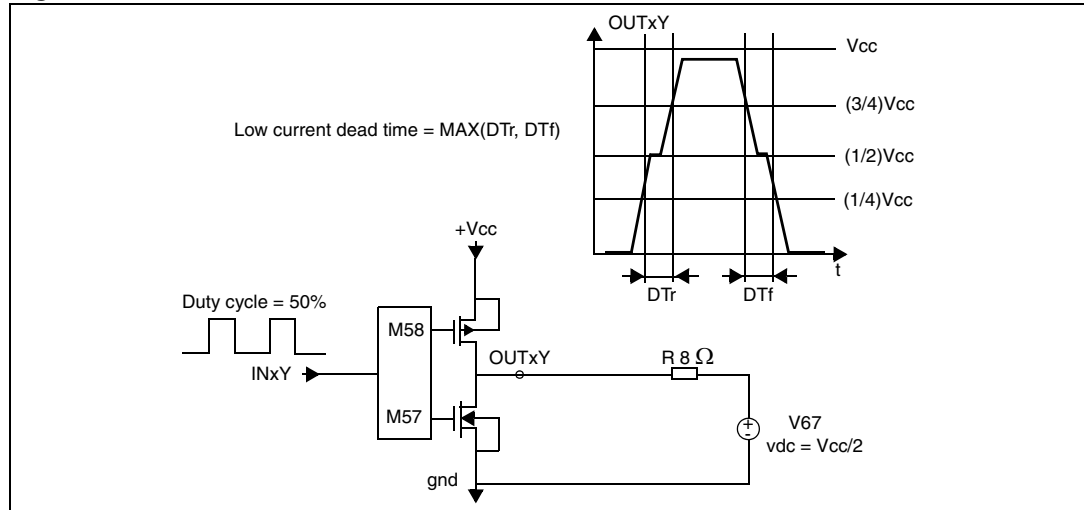 OUTxY
Vcc
(3/4)Vcc
Low current dead time = MAX(DTr, DTf)
(1/2)Vcc
(1/4)Vcc
+Vcc
t
DTr
DTf
Duty cycle = 50%
M58
OUTxY
R 8 Ω
INxY
M57
V67
+
-
vdc = Vcc/2
gnd